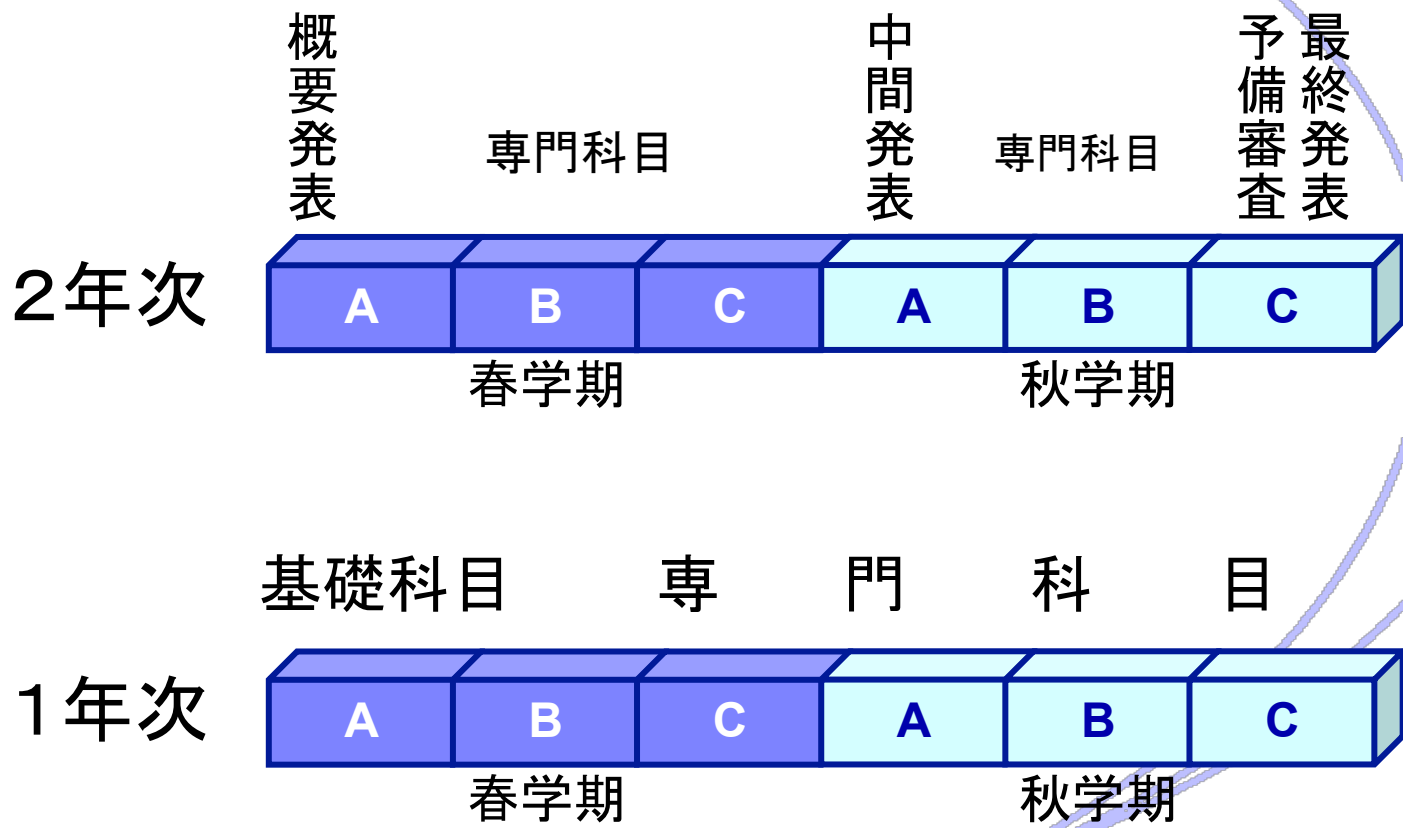 概要発表
専門科目
中間発表
専門科目
予備審査
最終発表
２年次
A B C A B C
春学期 秋学期
基礎科目 専門科目
１年次
A B C A B C
春学期 秋学期